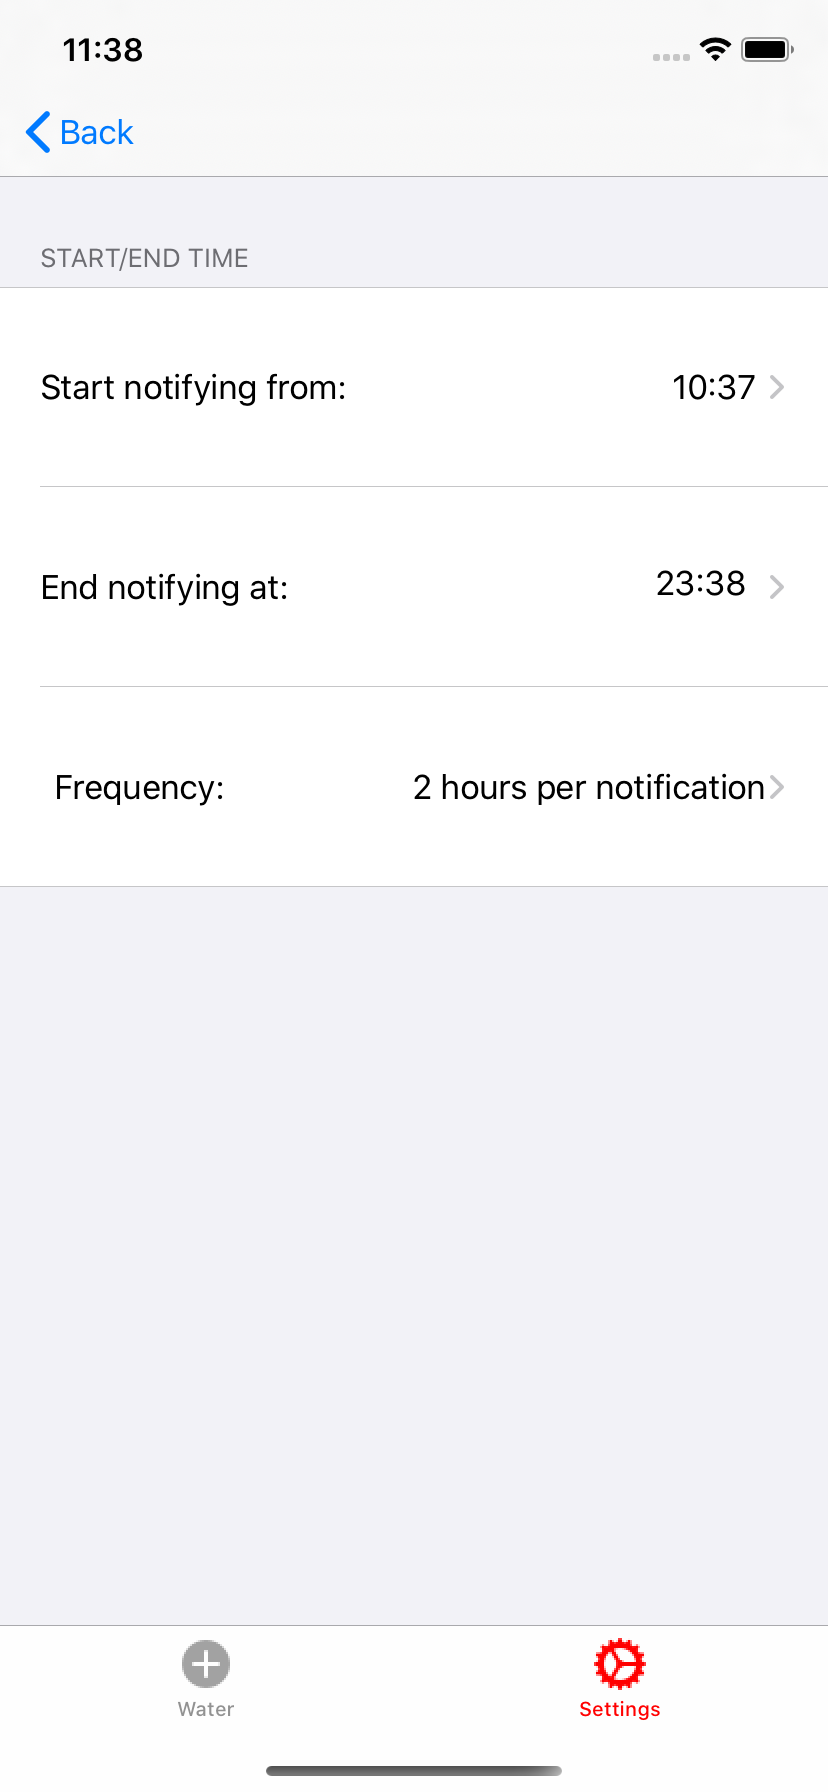 11:38
Back
START/END TIME
Start notifying from: 10:37
End notifying at: 23:38
Frequency: 2 hours per notification
Water Settings